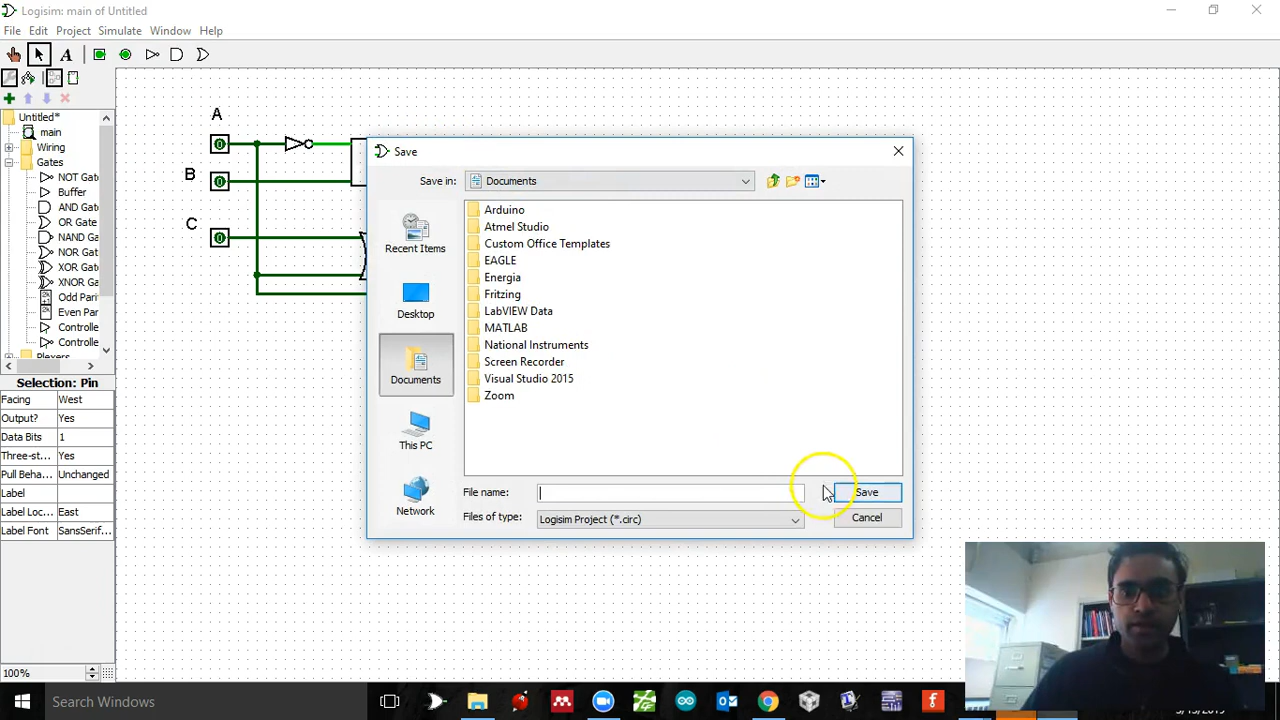 Logisim: main of Untitled
File Edit Project Simulate Window Help
A
Untitled*
main
Wiring
Gates
NOT Gat
Buffer
AND Gat
OR Gate
NAND Ga
NOR Gat
XOR Gat
XNOR Ga
Odd Pari
Even Par
Controlle
Controlle
Plexers
B
C
Selection: Pin
Facing West
Output? Yes
Data Bits 1
Three-st... Yes
Pull Beha... Unchanged
Label
Label Loc... East
Label Font SansSerif...
100%
Save
Save in: Documents
Recent Items
Desktop
Documents
This PC
Network
Arduino
Atmel Studio
Custom Office Templates
EAGLE
Energia
Fritzing
LabVIEW Data
MATLAB
National Instruments
Screen Recorder
Visual Studio 2015
Zoom
File name: Save
Files of type: Logisim Project (*.circ) Cancel
Search Windows